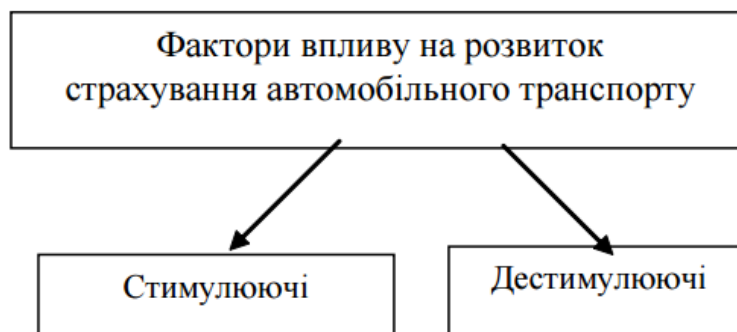 Фактори впливу на розвиток
страхування автомобільного транспорту
Стимулюючі
Дестимулюючі